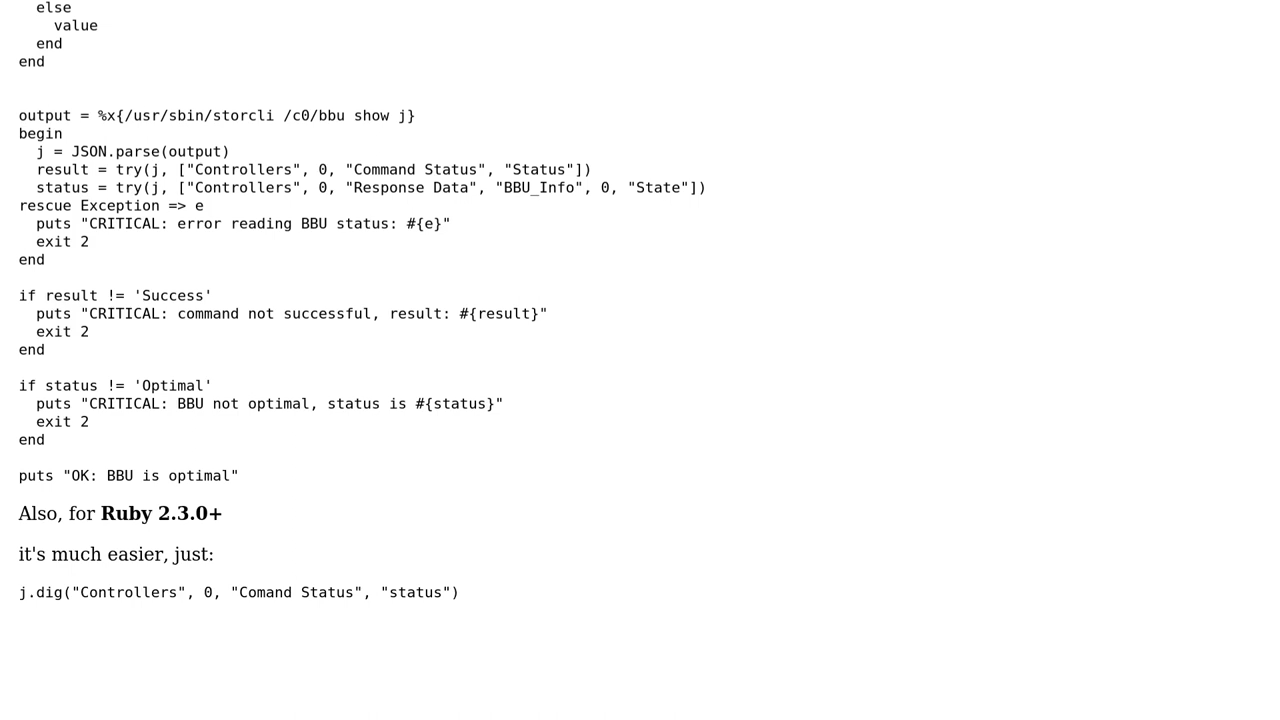 else
    value
  end
end

output = %x{/usr/sbin/storcli /c0/bbu show j}
begin
  j = JSON.parse(output)
  result = try(j, ["Controllers", 0, "Command Status", "Status"])
  status = try(j, ["Controllers", 0, "Response Data", "BBU_Info", 0, "State"])
rescue Exception => e
  puts "CRITICAL: error reading BBU status: #{e}"
  exit 2
end

if result != 'Success'
  puts "CRITICAL: command not successful, result: #{result}"
  exit 2
end

if status != 'Optimal'
  puts "CRITICAL: BBU not optimal, status is #{status}"
  exit 2
end

puts "OK: BBU is optimal"
Also, for Ruby 2.3.0+
it's much easier, just:
j.dig("Controllers", 0, "Comand Status", "status")